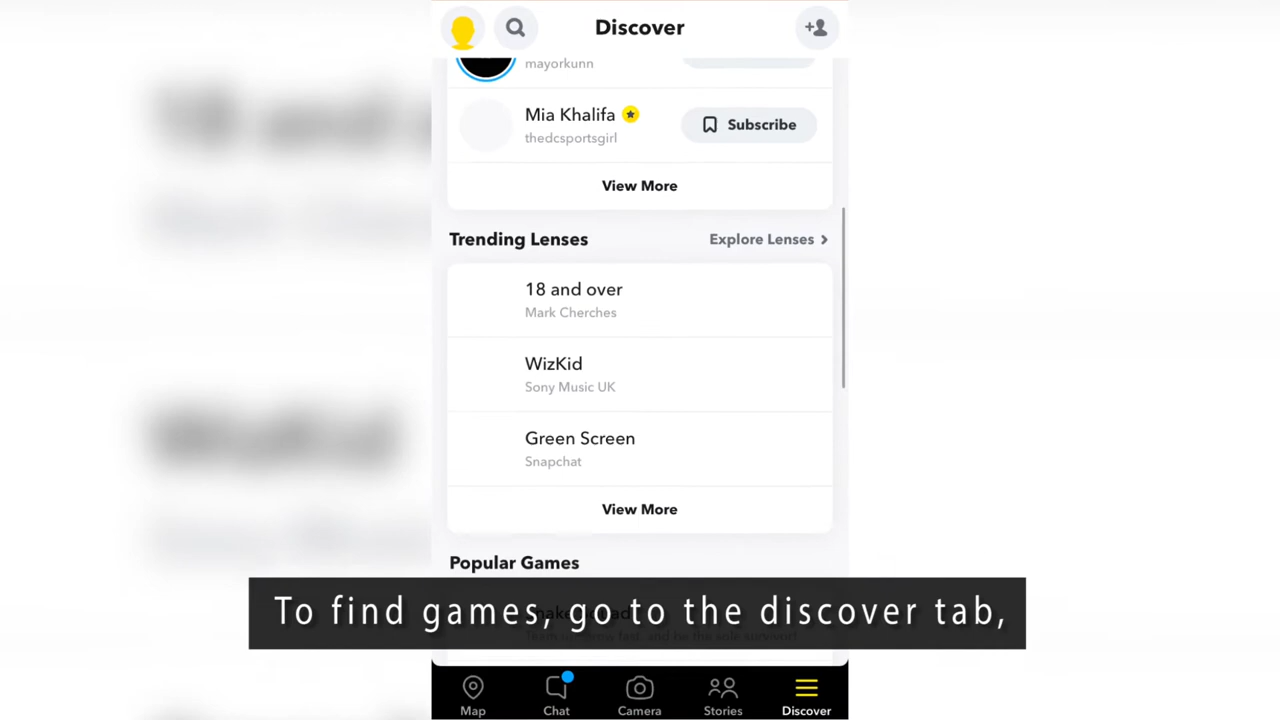 Discover
mayorkunn
Mia Khalifa
thedcsportsgirl
Subscribe
View More
Trending Lenses
Explore Lenses
18 and over
Mark Cherches
WizKid
Sony Music UK
Green Screen
Snapchat
View More
Popular Games
To find games, go to the discover tab,
Map
Chat
Camera
Stories
Discover